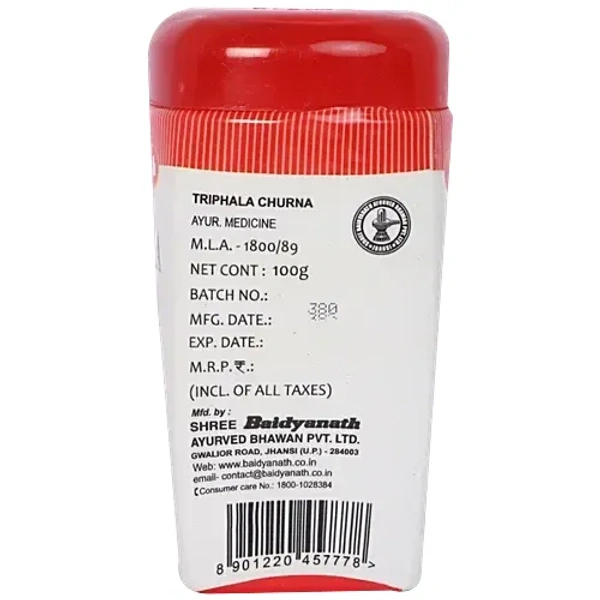 TRIPHALA CHURNA
AYUR. MEDICINE
M.L.A. - 1800/89
NET CONT : 100g
BATCH NO.:
380
MFG. DATE.:
EXP. DATE.:
M.R.P.₹.:
(INCL. OF ALL TAXES)
Mfd. by :
SHREE Baidyanath
AYURVED BHAWAN PVT. LTD.
GWALIOR ROAD, JHANSI (U.P.) - 284003
Web: www.baidyanath.co.in
email- contact@baidyanath.co.in
Consumer care No.: 1800-1028384
8 901220 457778 >